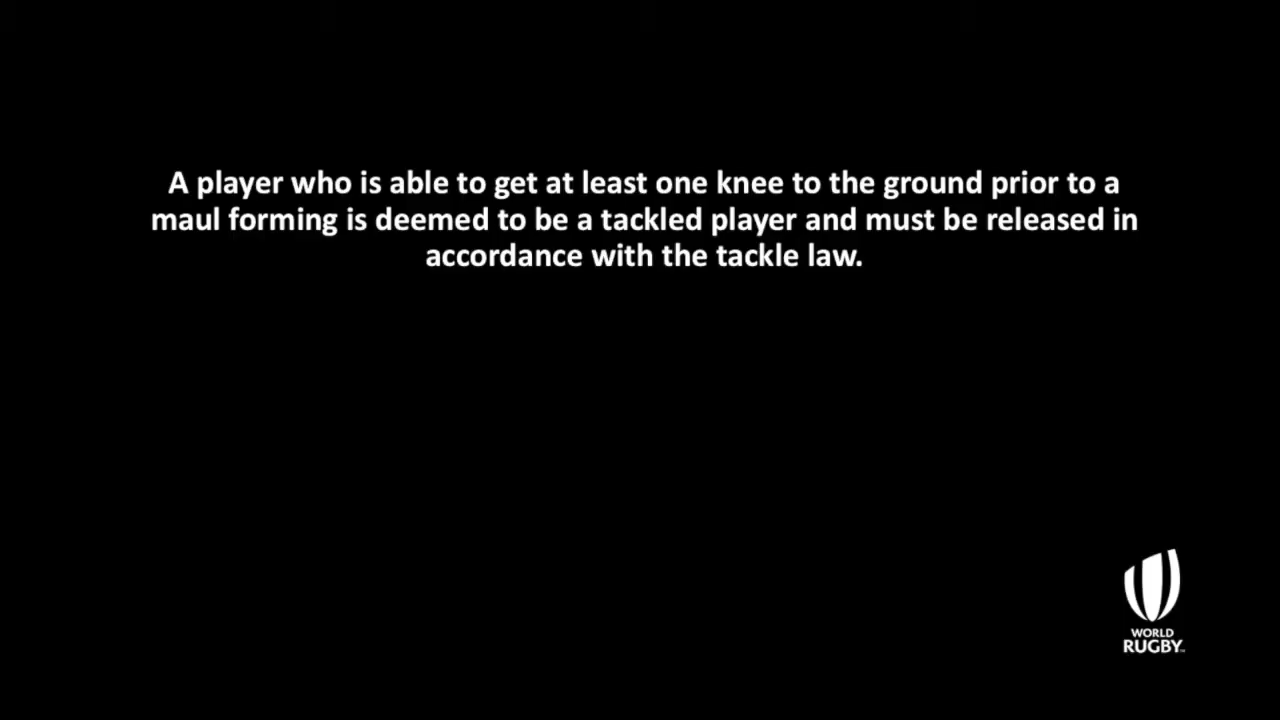 A player who is able to get at least one knee to the ground prior to a
maul forming is deemed to be a tackled player and must be released in
accordance with the tackle law.
WORLD
RUGBY™